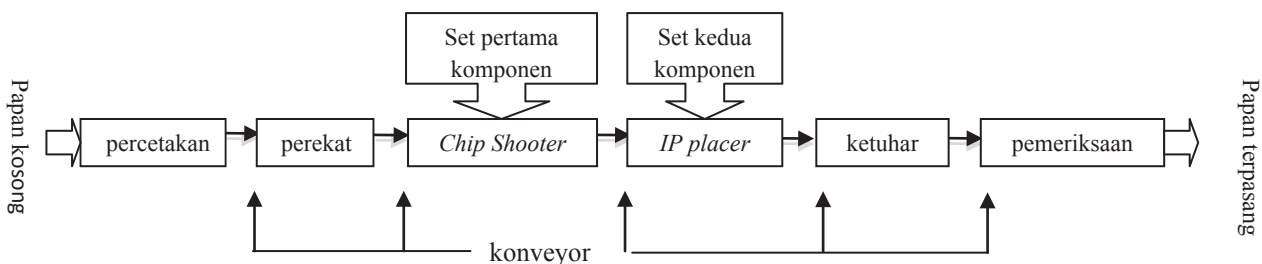 Set pertama
komponen
Set kedua
komponen
Papan kosong
percetakan
perekat
Chip Shooter
IP placer
ketuhar
pemeriksaan
Papan terpasang
konveyor